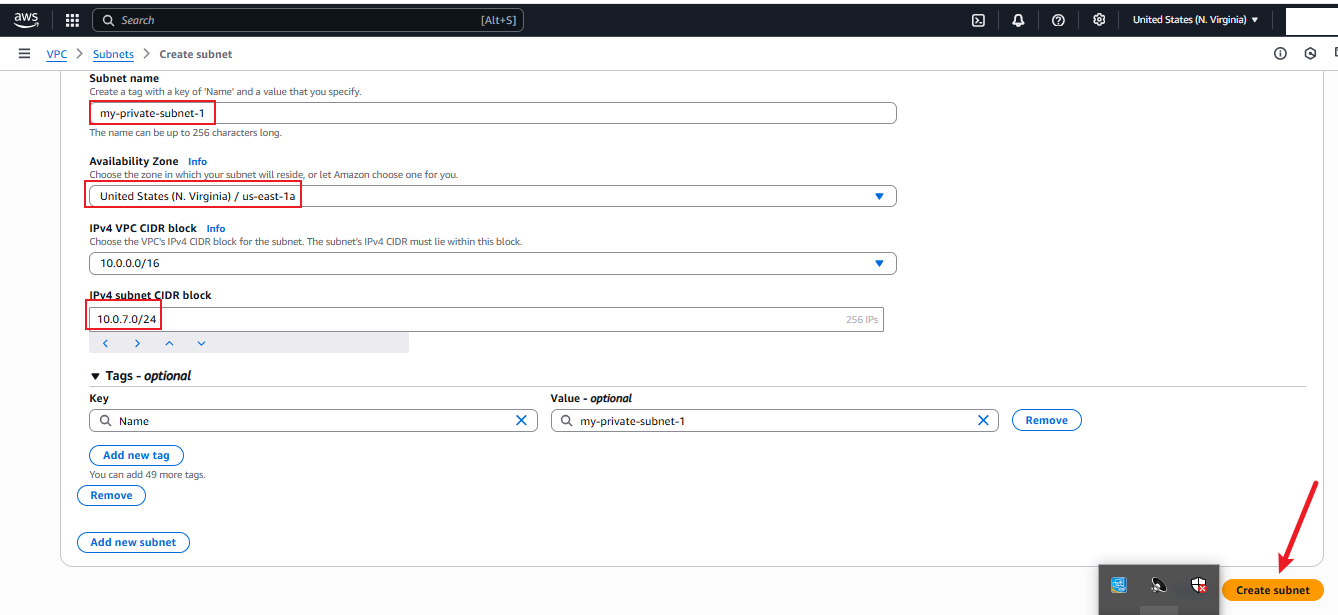 aws Search [Alt+S] United States (N. Virginia)
VPC Subnets Create subnet
Subnet name
Create a tag with a key of 'Name' and a value that you specify.
my-private-subnet-1
The name can be up to 256 characters long.
Availability Zone Info
Choose the zone in which your subnet will reside, or let Amazon choose one for you.
United States (N. Virginia) / us-east-1a
IPv4 VPC CIDR block Info
Choose the VPC's IPv4 CIDR block for the subnet. The subnet's IPv4 CIDR must lie within this block.
10.0.0.0/16
IPv4 subnet CIDR block
10.0.7.0/24 256 IPs
Tags - optional
Key Value - optional
Name my-private-subnet-1 Remove
Add new tag
You can add 49 more tags.
Remove
Add new subnet
Create subnet